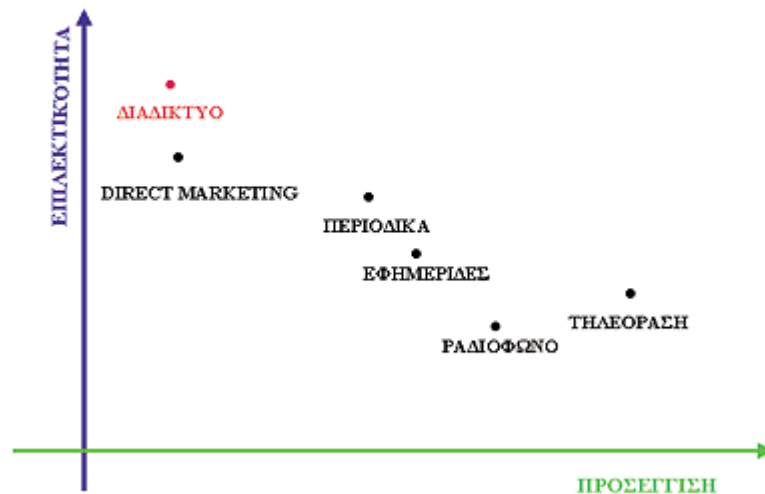 ΕΠΙΛΕΚΤΙΚΟΤΗΤΑ
ΔΙΑΔΙΚΤΥΟ
DIRECT MARKETING
ΠΕΡΙΟΔΙΚΑ
ΕΦΗΜΕΡΙΔΕΣ
ΤΗΛΕΟΡΑΣΗ
ΡΑΔΙΟΦΩΝΟ
ΠΡΟΣΕΓΓΙΣΗ